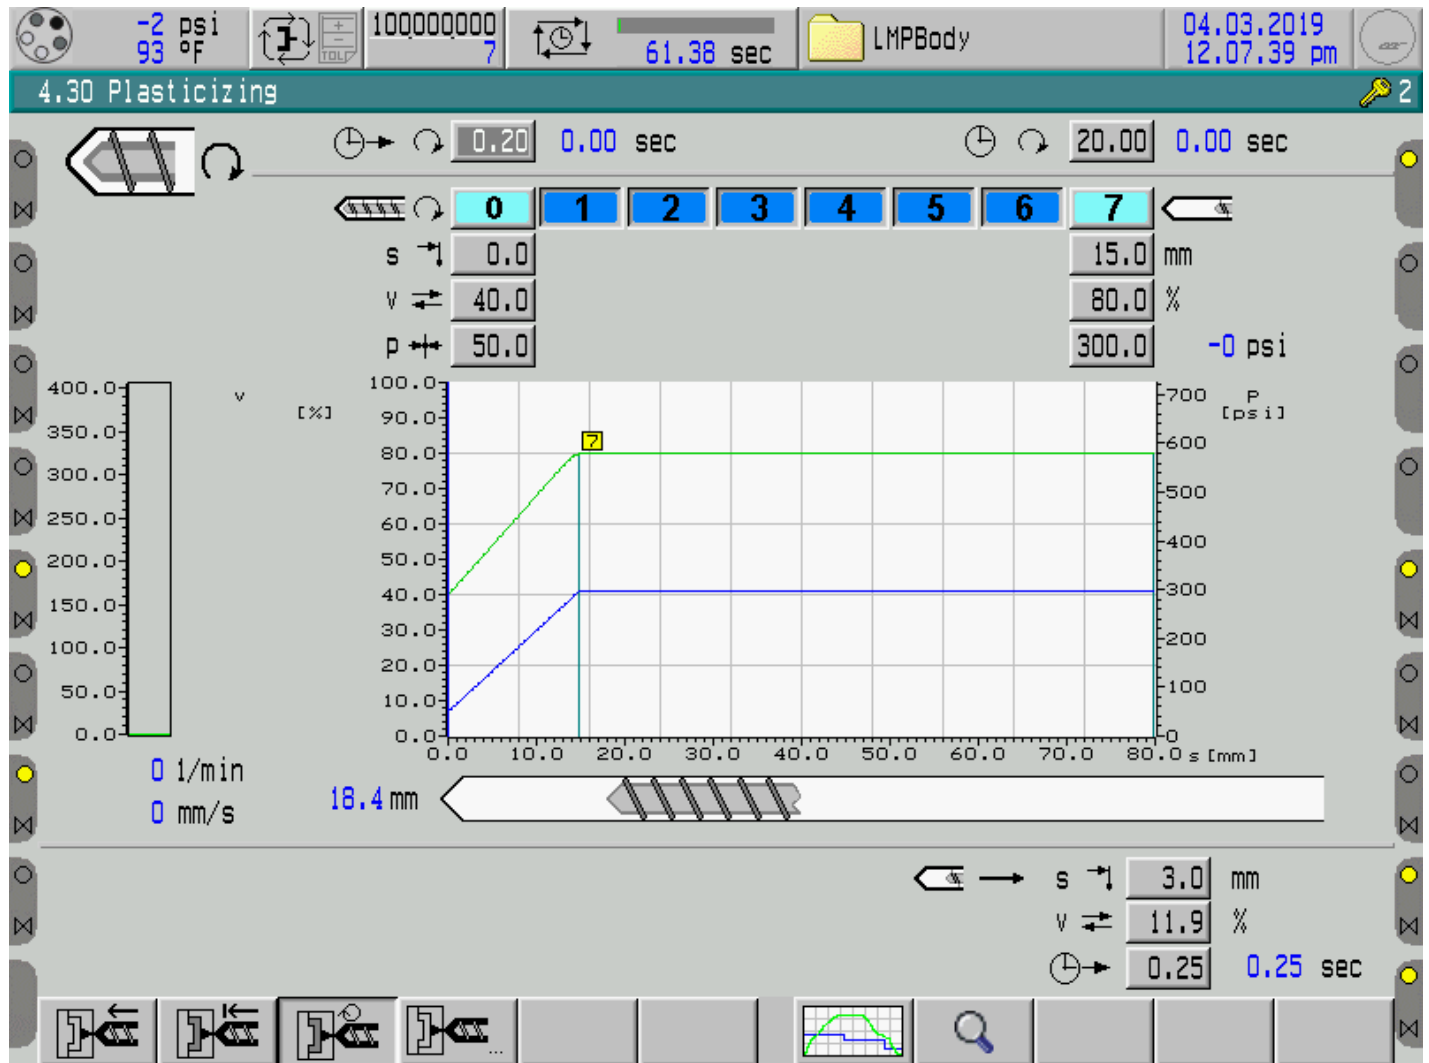 -2 psi
93 °F
TOL
100,000,000
7
61.38 sec
LMPBody
04.03.2019
12.07.39 pm
4.30 Plasticizing
2
0.20 0.00 sec
20.00 0.00 sec
0 1 2 3 4 5 6 7
s 0.0 15.0 mm
v 40.0 80.0 %
p 50.0 300.0 -0 psi
v
400.0
350.0
300.0
250.0
200.0
150.0
100.0
50.0
0.0
[%]
100.0
90.0
80.0
70.0
60.0
50.0
40.0
30.0
20.0
10.0
0.0
7
P
[psi]
700
600
500
400
300
200
100
0
0.0 10.0 20.0 30.0 40.0 50.0 60.0 70.0 80.0 s [mm]
0 1/min
0 mm/s
18.4 mm
s 3.0 mm
v 11.9 %
0.25 0.25 sec
...